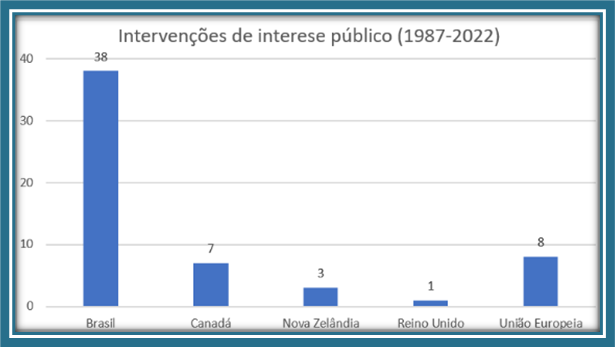 Intervenções de interese público (1987-2022)
40
38
30
20
10
7
3
1
8
0
Brasil
Canadá
Nova Zelândia
Reino Unido
União Europeia